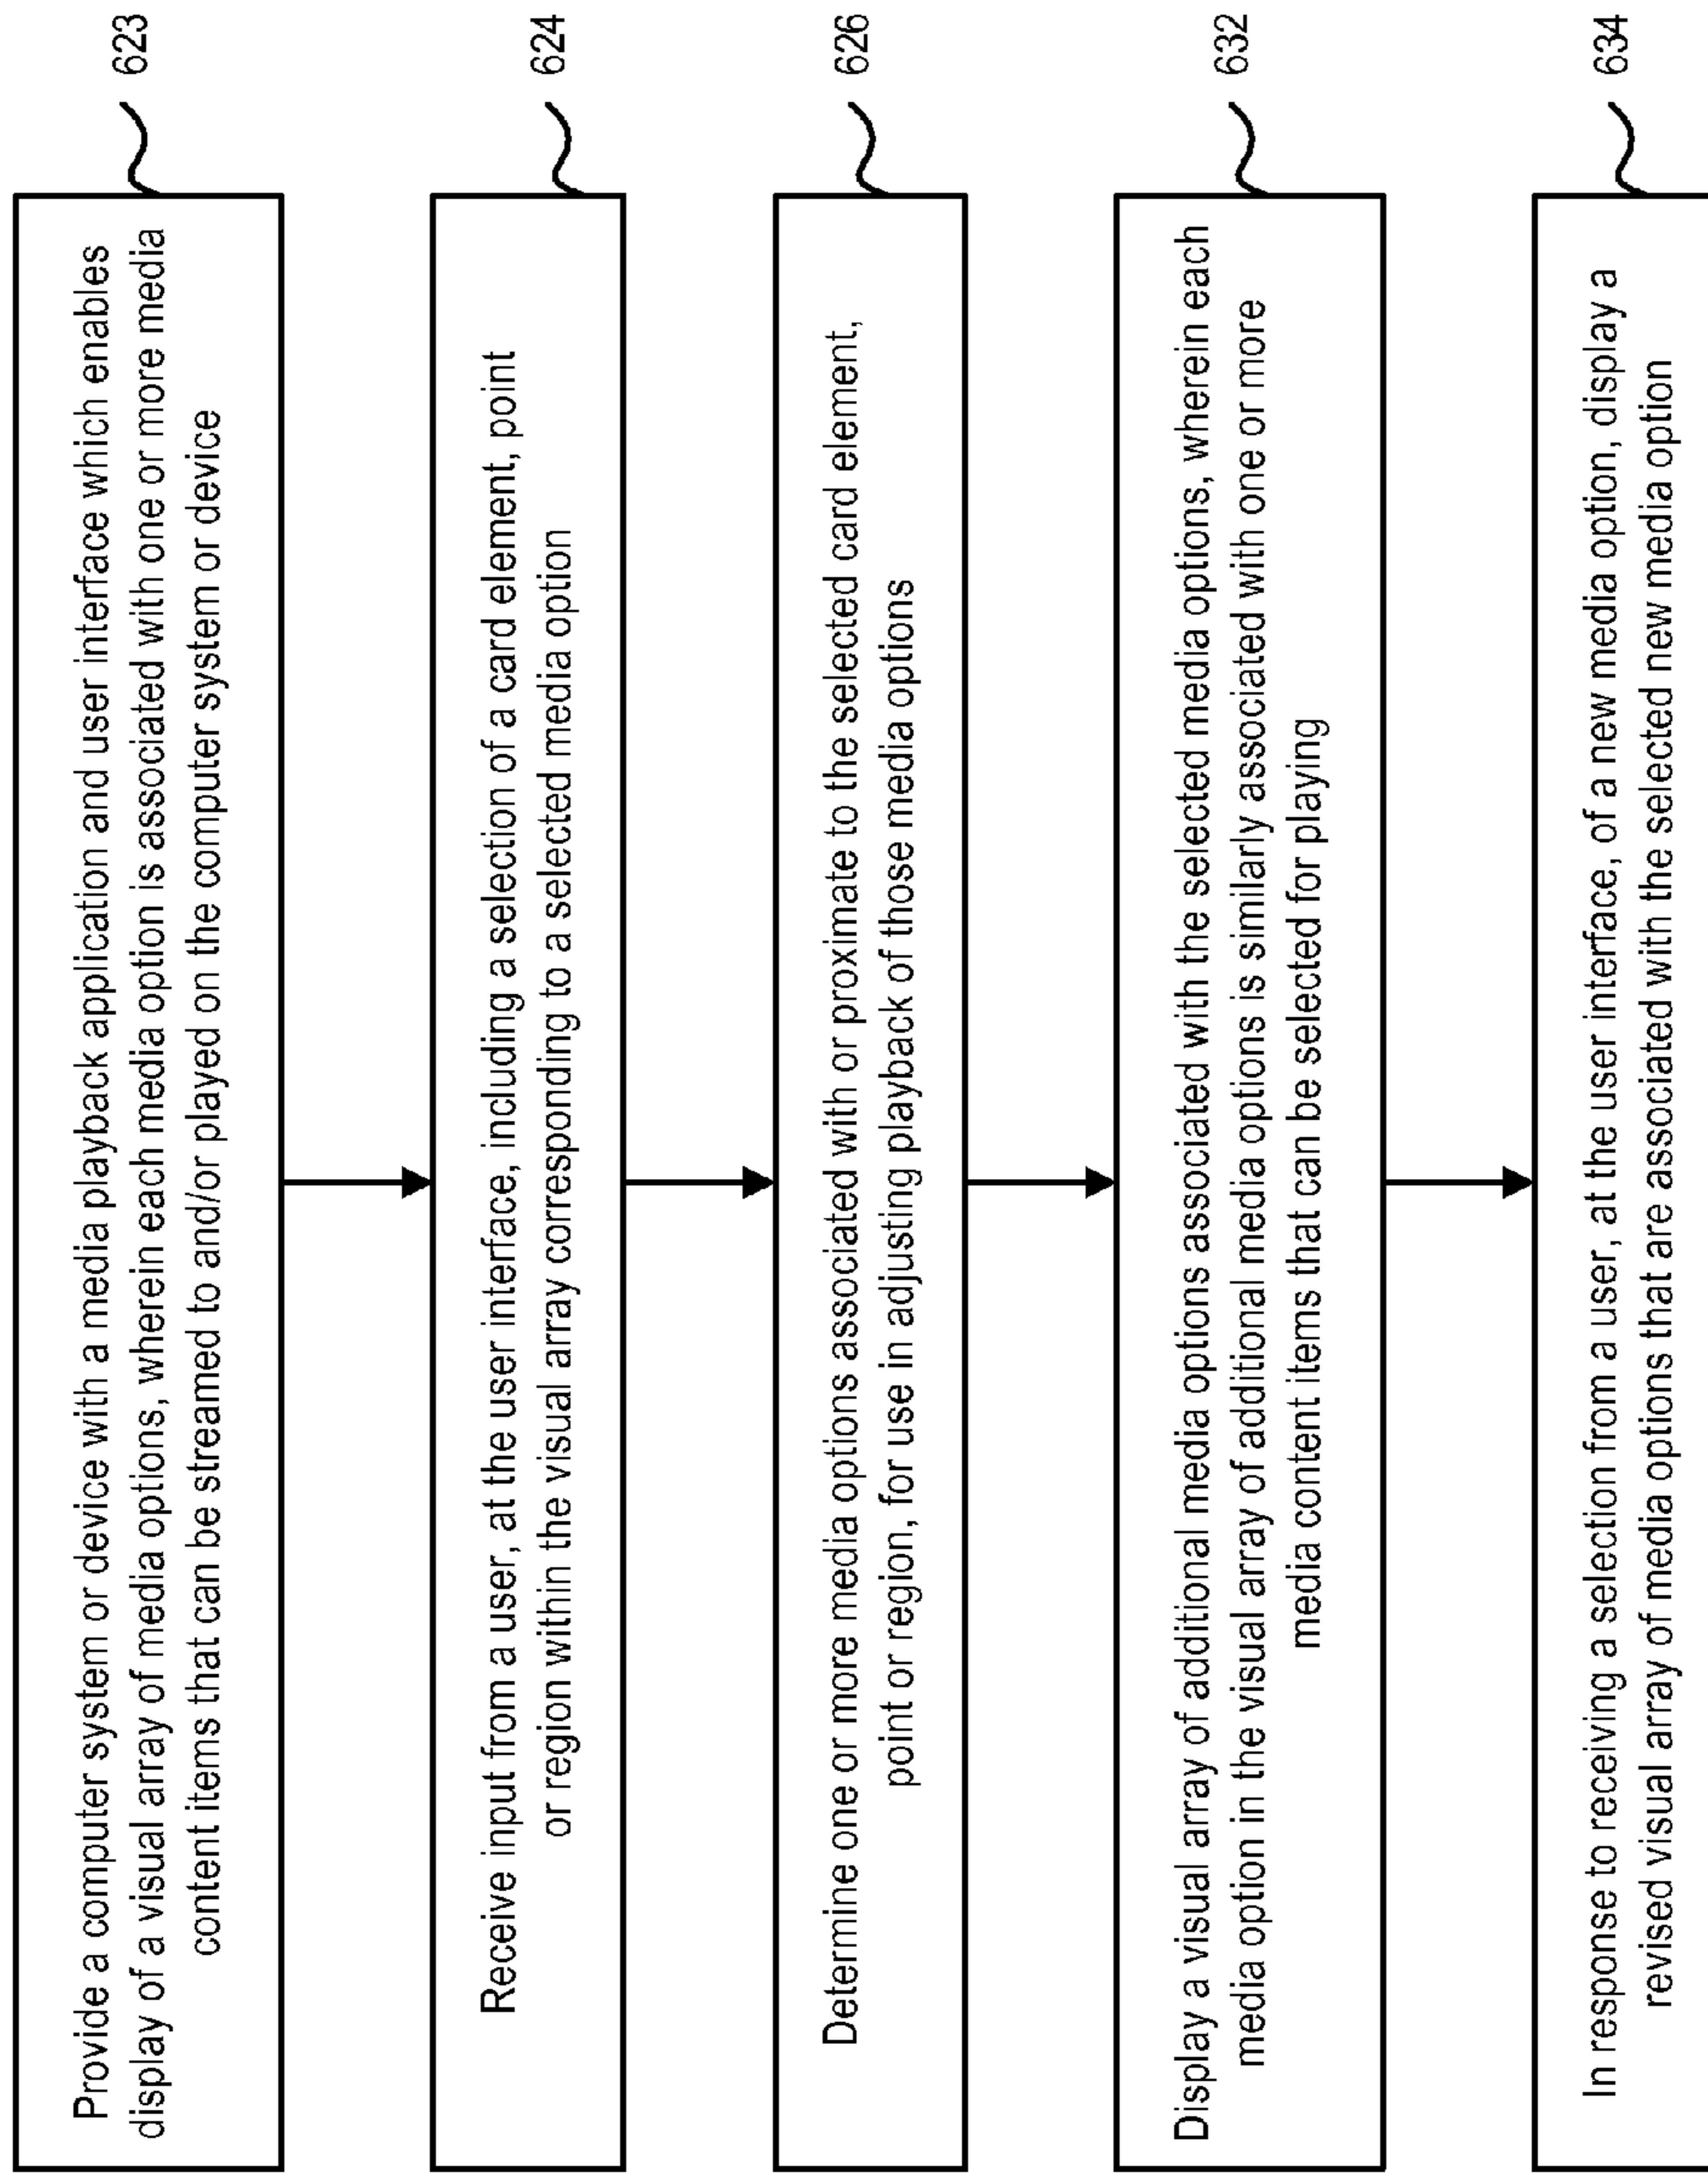 Provide a computer system or device with a media playback application and user interface which enables
display of a visual array of media options, wherein each media option is associated with one or more media
content items that can be streamed to and/or played on the computer system or device
623
Receive input from a user, at the user interface, including a selection of a card element, point
or region within the visual array corresponding to a selected media option
624
Determine one or more media options associated with or proximate to the selected card element,
point or region, for use in adjusting playback of those media options
626
Display a visual array of additional media options associated with the selected media options, wherein each
media option in the visual array of additional media options is similarly associated with one or more
media content items that can be selected for playing
632
In response to receiving a selection from a user, at the user interface, of a new media option, display a
revised visual array of media options that are associated with the selected new media option
634